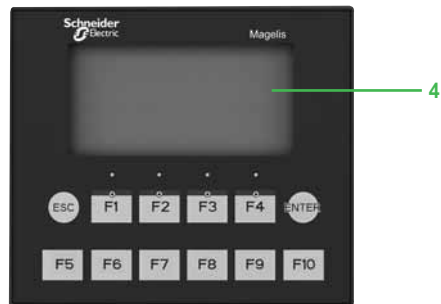 Schneider
Electric
Magelis
4
ESC F1 F2 F3 F4 ENTER
F5 F6 F7 F8 F9 F10